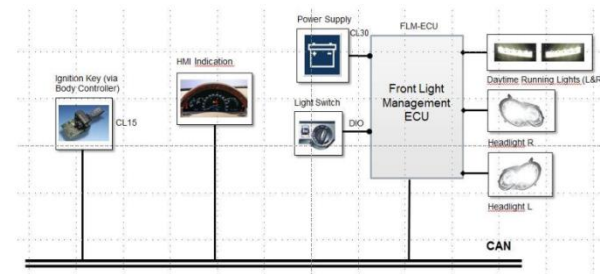 Power Supply
CL30
FLM-ECU
HMI Indication
Ignition Key (via
Body Controller)
CL15
Light Switch
DIO
Front Light
Management
ECU
Daytime Running Lights (L&R
Headlight R
Headlight L
CAN